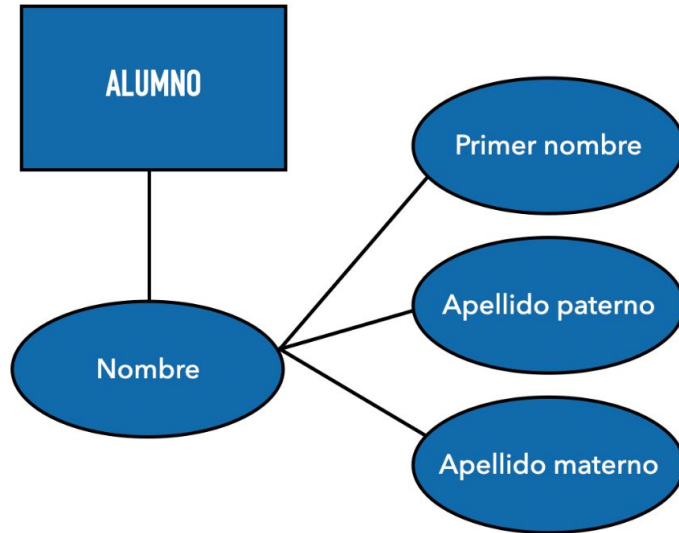 ALUMNO
Primer nombre
Apellido paterno
Nombre
Apellido materno